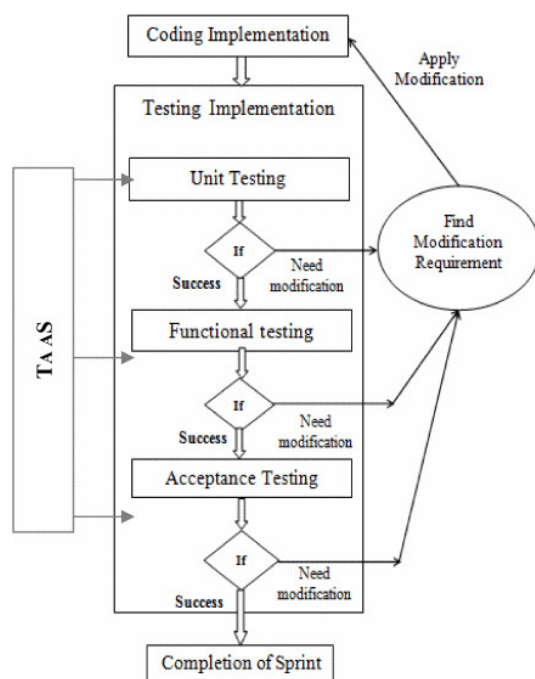 Coding Implementation
Apply
Modification
Testing Implementation
Unit Testing
Find
Modification
Requirement
If
Success
Need
modification
Functional testing
TAAS
If
Need
modification
Success
Acceptance Testing
If
Need
modification
Success
Completion of Sprint